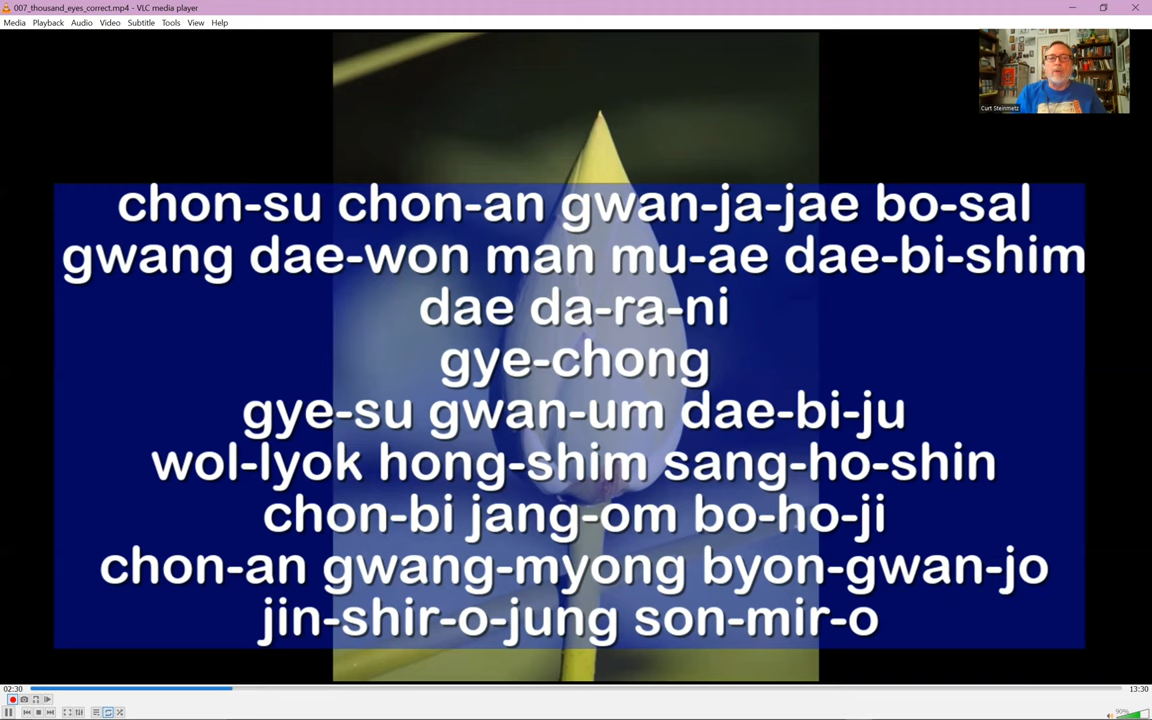 007_thousand_eyes_correct.mp4 - VLC media player
Media Playback Audio Video Subtitle Tools View Help
Curt Steinmetz
chon-su chon-an gwan-ja-jae bo-sal
gwang dae-won man mu-ae dae-bi-shim
dae da-ra-ni
gye-chong
gye-su gwan-um dae-bi-ju
wol-lyok hong-shim sang-ho-shin
chon-bi jang-om bo-ho-ji
chon-an gwang-myong byon-gwan-jo
jin-shir-o-jung son-mir-o
02:30 13:30
90%